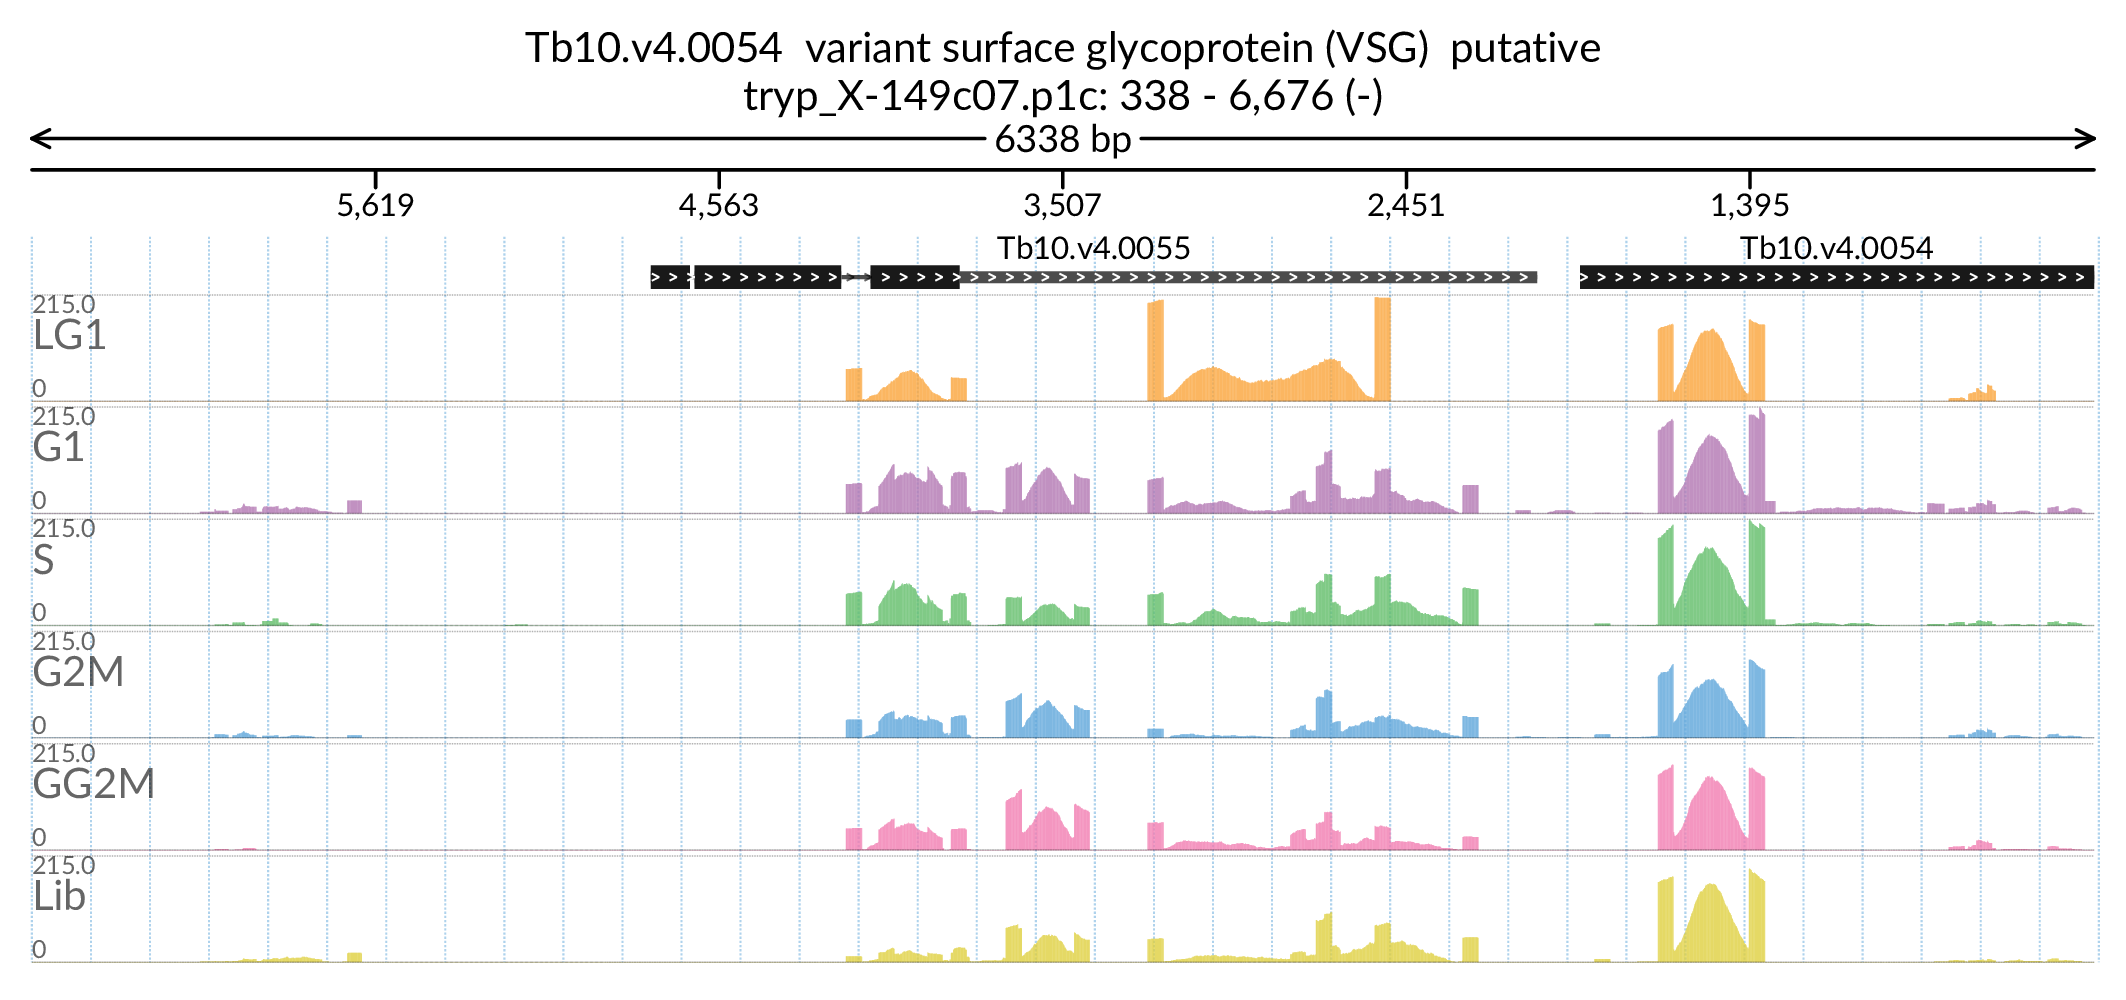 Tb10.v4.0054 variant surface glycoprotein (VSG) putative
tryp_X-149c07.p1c: 338 - 6,676 (-)
6338 bp
5,619 4,563 3,507 2,451 1,395
Tb10.v4.0055 Tb10.v4.0054
215.0
LG1
0
215.0
G1
0
215.0
S
0
215.0
G2M
0
215.0
GG2M
0
215.0
Lib
0